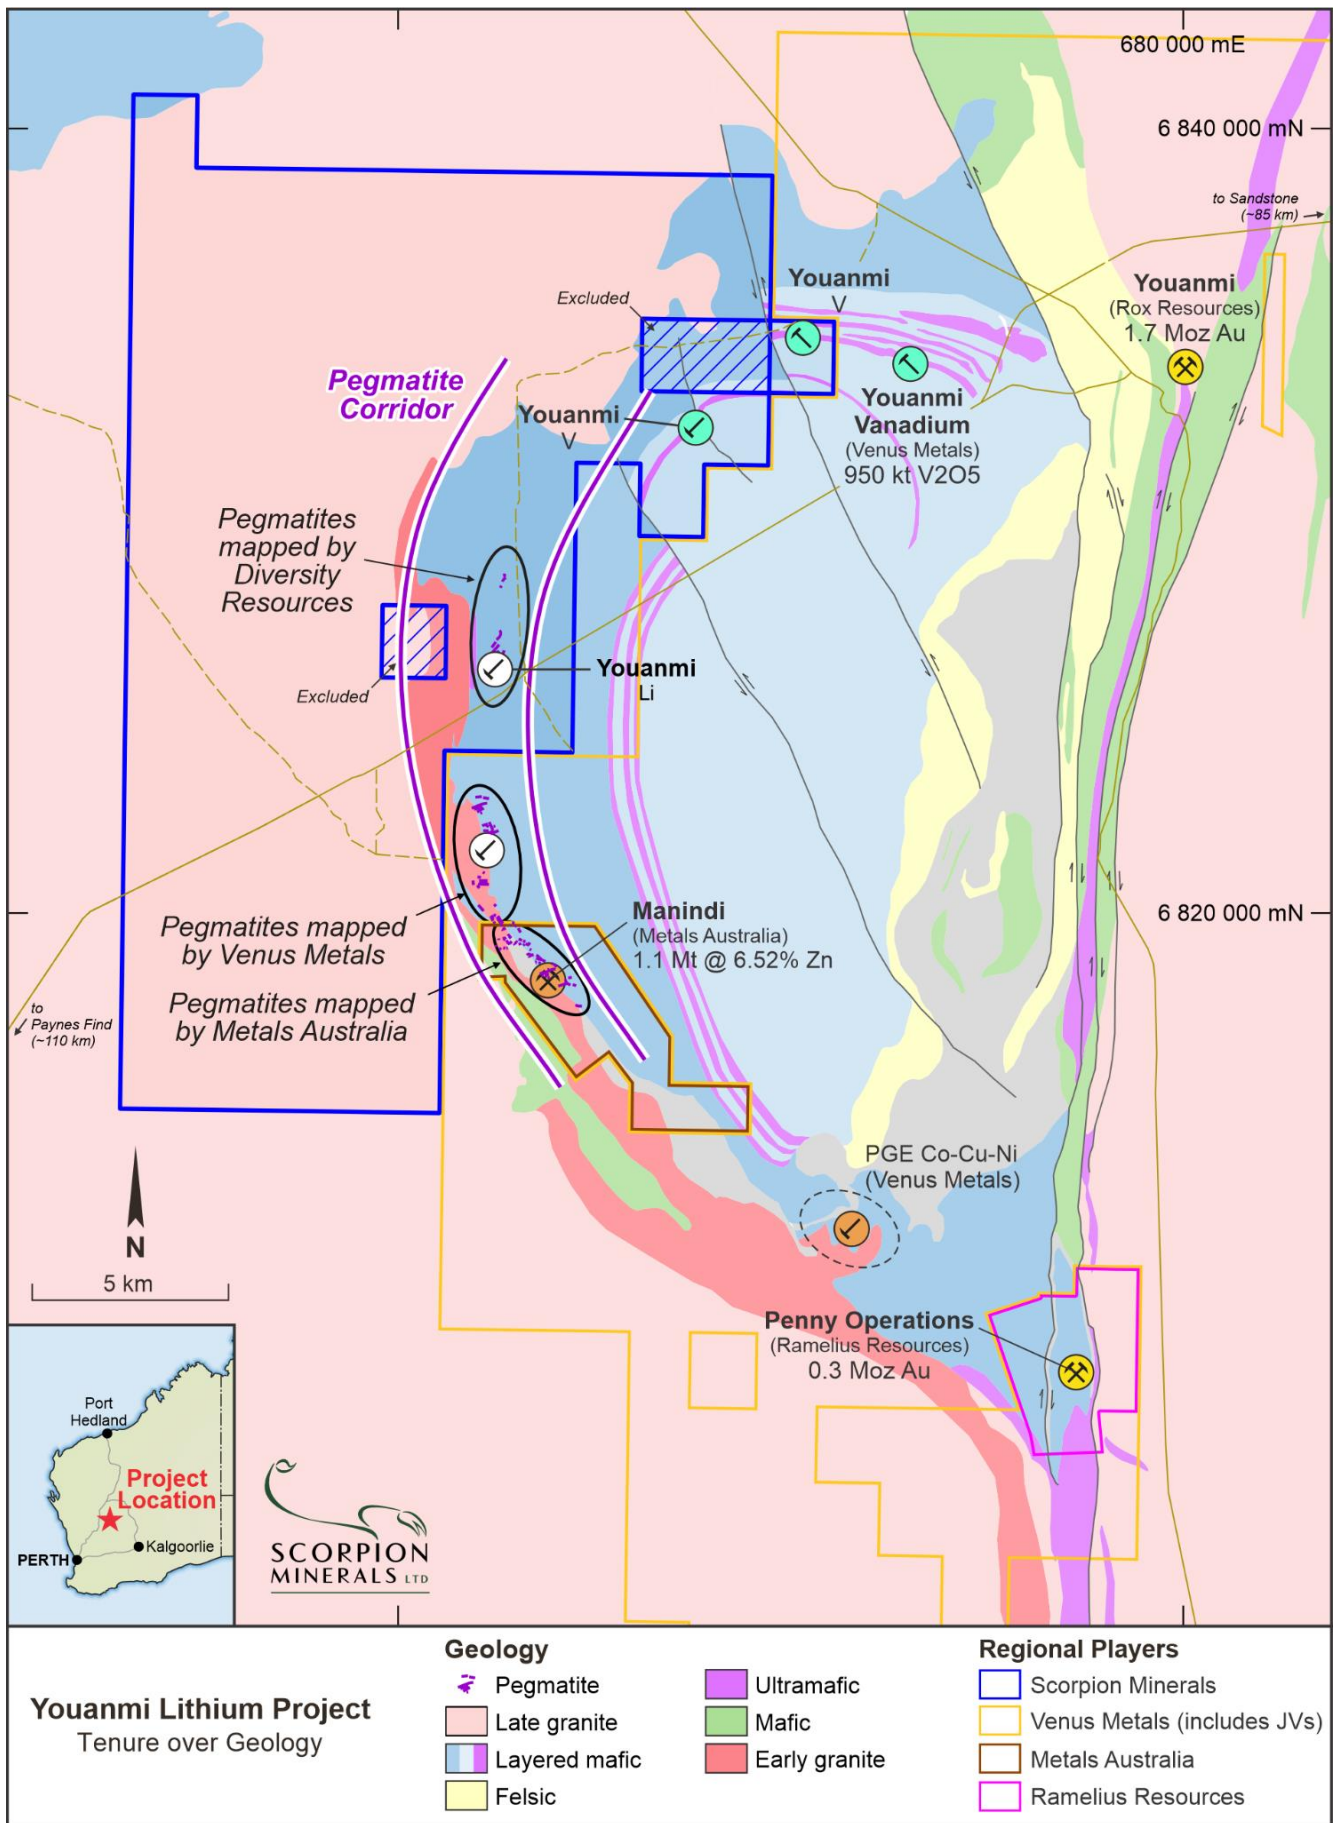 680 000 mE
6 840 000 mN
to Sandstone
(~85 km)
Youanmi
V
Youanmi
(Rox Resources)
1.7 Moz Au
Excluded
Pegmatite
Corridor
Youanmi
V
Youanmi
Vanadium
(Venus Metals)
950 kt V2O5
Pegmatites
mapped by
Diversity
Resources
Youanmi
Li
Excluded
6 820 000 mN
Manindi
(Metals Australia)
1.1 Mt @ 6.52% Zn
Pegmatites mapped
by Venus Metals
Pegmatites mapped
by Metals Australia
to
Paynes Find
(~110 km)
PGE Co-Cu-Ni
(Venus Metals)
N
5 km
Penny Operations
(Ramelius Resources)
0.3 Moz Au
Port
Hedland
Project
Location
Kalgoorlie
PERTH
SCORPION
MINERALS LTD
Youanmi Lithium Project
Tenure over Geology
Geology
Pegmatite
Late granite
Layered mafic
Felsic
Ultramafic
Mafic
Early granite
Regional Players
Scorpion Minerals
Venus Metals (includes JVs)
Metals Australia
Ramelius Resources